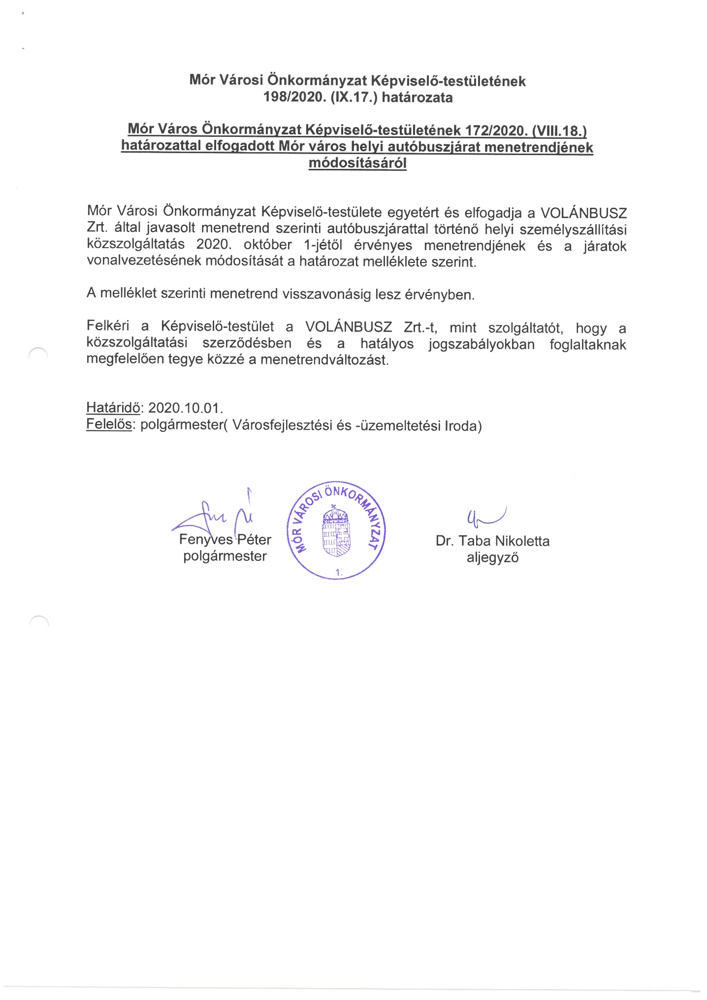 Mór Városi Önkormányzat Képviselő-testületének
198/2020. (IX.17.) határozata
Mór Város Önkormányzat Képviselő-testületének 172/2020. (VIII.18.)
határozattal elfogadott Mór város helyi autóbuszjárat menetrendjének
módosításáról
Mór Városi Önkormányzat Képviselő-testülete egyetért és elfogadja a VOLÁNBUSZ
Zrt. által javasolt menetrend szerinti autóbuszjárattal történő helyi személyszállítási
közszolgáltatás 2020. október 1-jétől érvényes menetrendjének és a járatok
vonalvezetésének módosítását a határozat melléklete szerint.
A melléklet szerinti menetrend visszavonásig lesz érvényben.
Felkéri a Képviselő-testület a VOLÁNBUSZ Zrt.-t, mint szolgáltatót, hogy a
közszolgáltatási szerződésben és a hatályos jogszabályokban foglaltaknak
megfelelően tegye közzé a menetrendváltozást.
Határidő: 2020.10.01.
Felelős: polgármester( Városfejlesztési és -üzemeltetési Iroda)
MÓR VÁROSI ÖNKORMÁNYZAT
1.
Fenyves Péter
polgármester
Dr. Taba Nikoletta
aljegyző